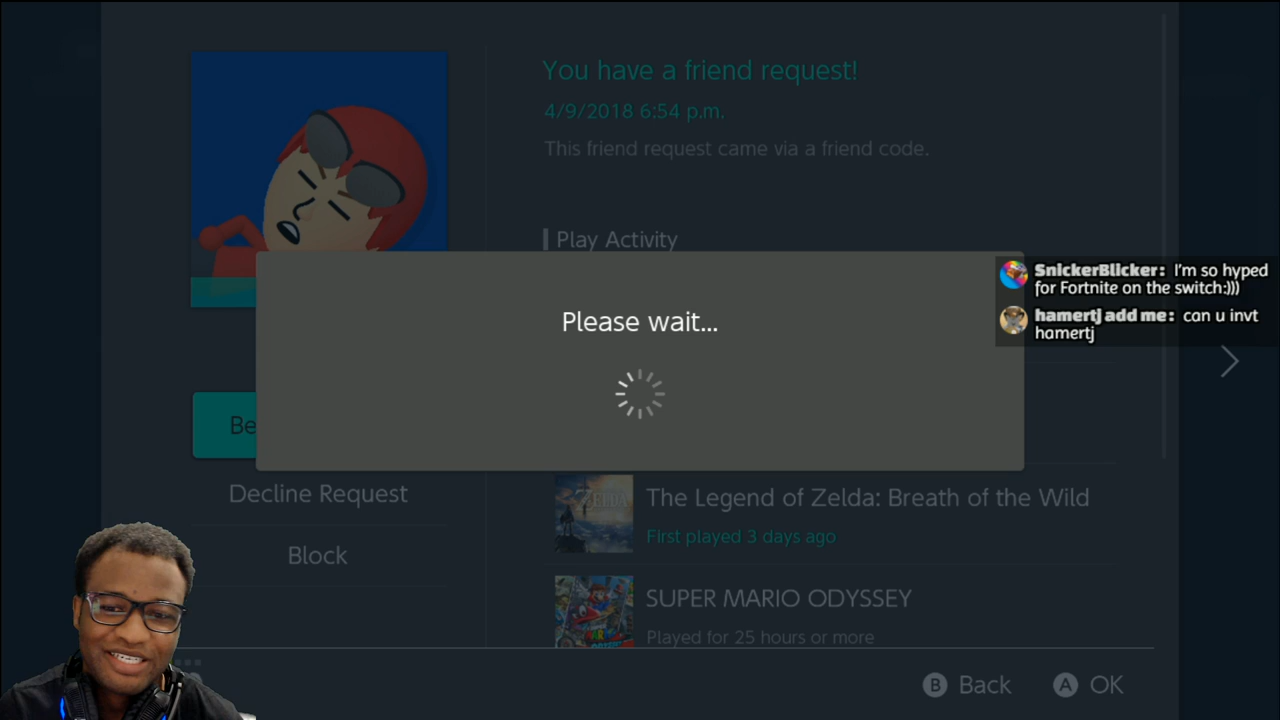 You have a friend request!
4/9/2018 6:54 p.m.
This friend request came via a friend code.
Play Activity
Please wait...
SnickerBlicker: I'm so hyped
for Fortnite on the switch:)))
hamertj add me: can u invt
hamertj
Be
Decline Request
Block
ZELDA
The Legend of Zelda: Breath of the Wild
First played 3 days ago
SUPER MARIO ODYSSEY
Played for 25 hours or more
B Back
A OK